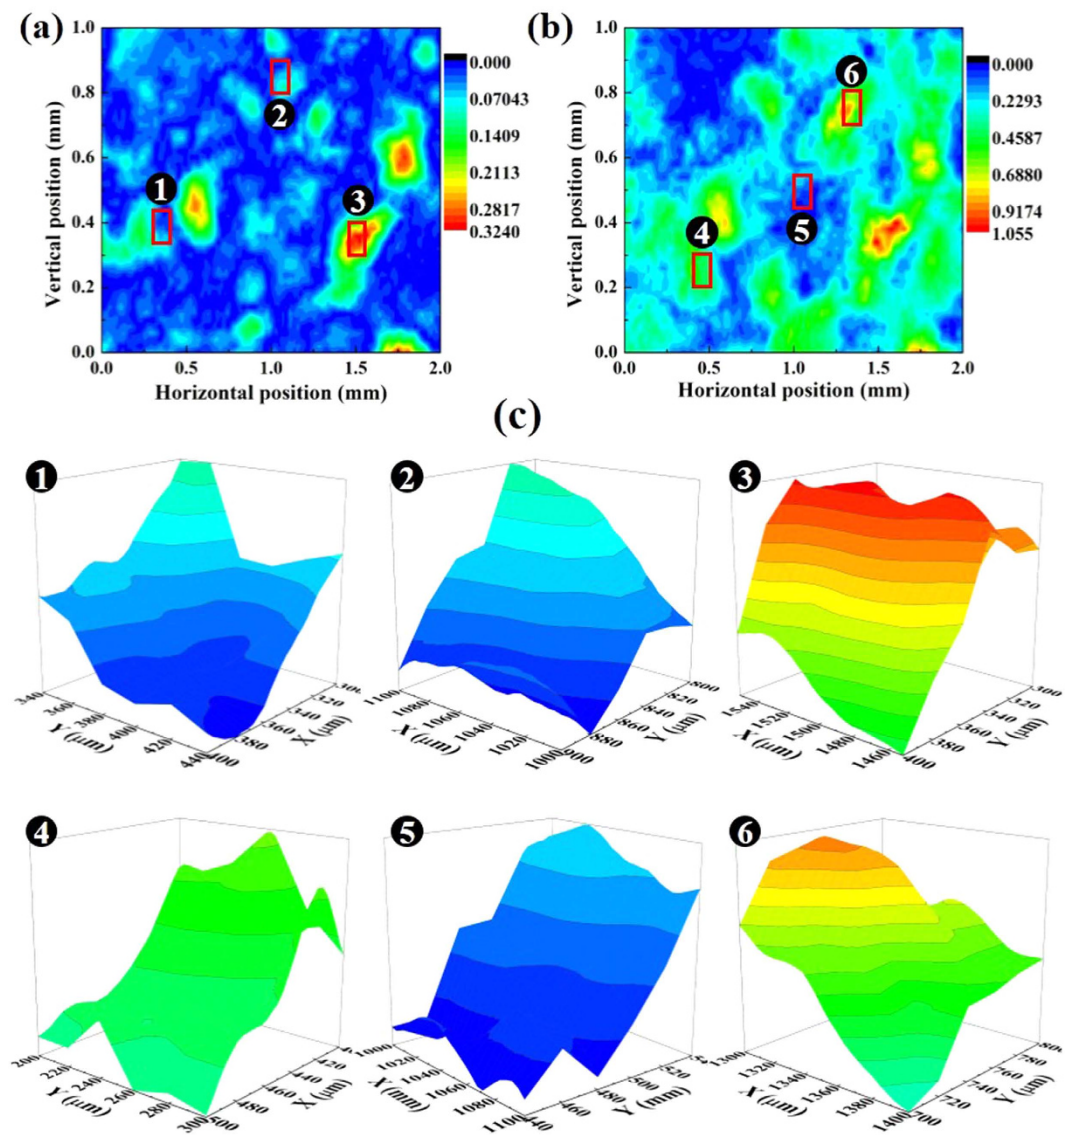 (a)
1.0
0.8
0.6
0.4
0.2
0.0
Vertical position (mm)
0.0 0.5 1.0 1.5 2.0
Horizontal position (mm)
1
2
3
0.000
0.07043
0.1409
0.2113
0.2817
0.3240
(b)
1.0
0.8
0.6
0.4
0.2
0.0
Vertical position (mm)
0.0 0.5 1.0 1.5 2.0
Horizontal position (mm)
6
5
4
0.000
0.2293
0.4587
0.6880
0.9174
1.055
(c)
1
340 360 380 400 420 440
Y (μm)
400 380 360 340 320 300
X (μm)
2
1100 1080 1060 1040 1020 1000
X (μm)
900 880 860 840 820 800
Y (μm)
3
1540 1520 1500 1480 1460
X (μm)
400 380 360 340 320 300
Y (μm)
4
200 220 240 260 280 300
Y (μm)
500 480 460 440 420
X (μm)
5
1000 1020 1040 1060 1080 1100
X (mm)
440 460 480 500 520
Y (mm)
6
1300 1320 1340 1360 1380 1400
X (μm)
700 720 740 760 780
Y (μm)